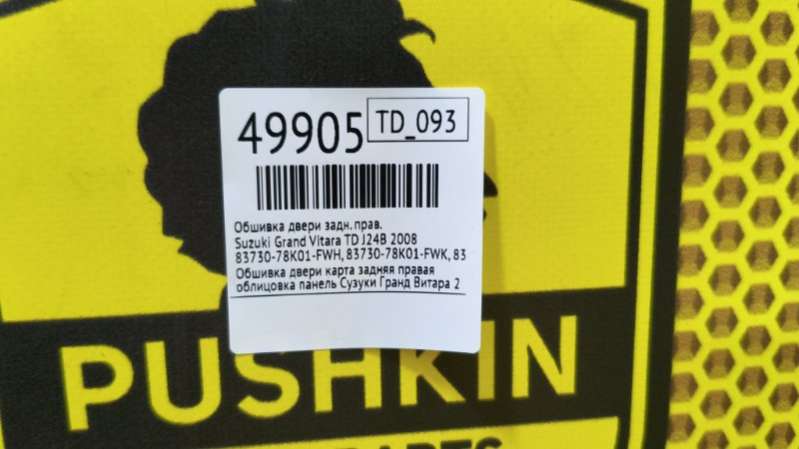 49905
TD_093
Обшивка двери задн.прав.
Suzuki Grand Vitara TD J24B 2008
83730-78K01-FWH, 83730-78K01-FWK, 83
Обшивка двери карта задняя правая
облицовка панель Сузуки Гранд Витара 2
PUSHKIN